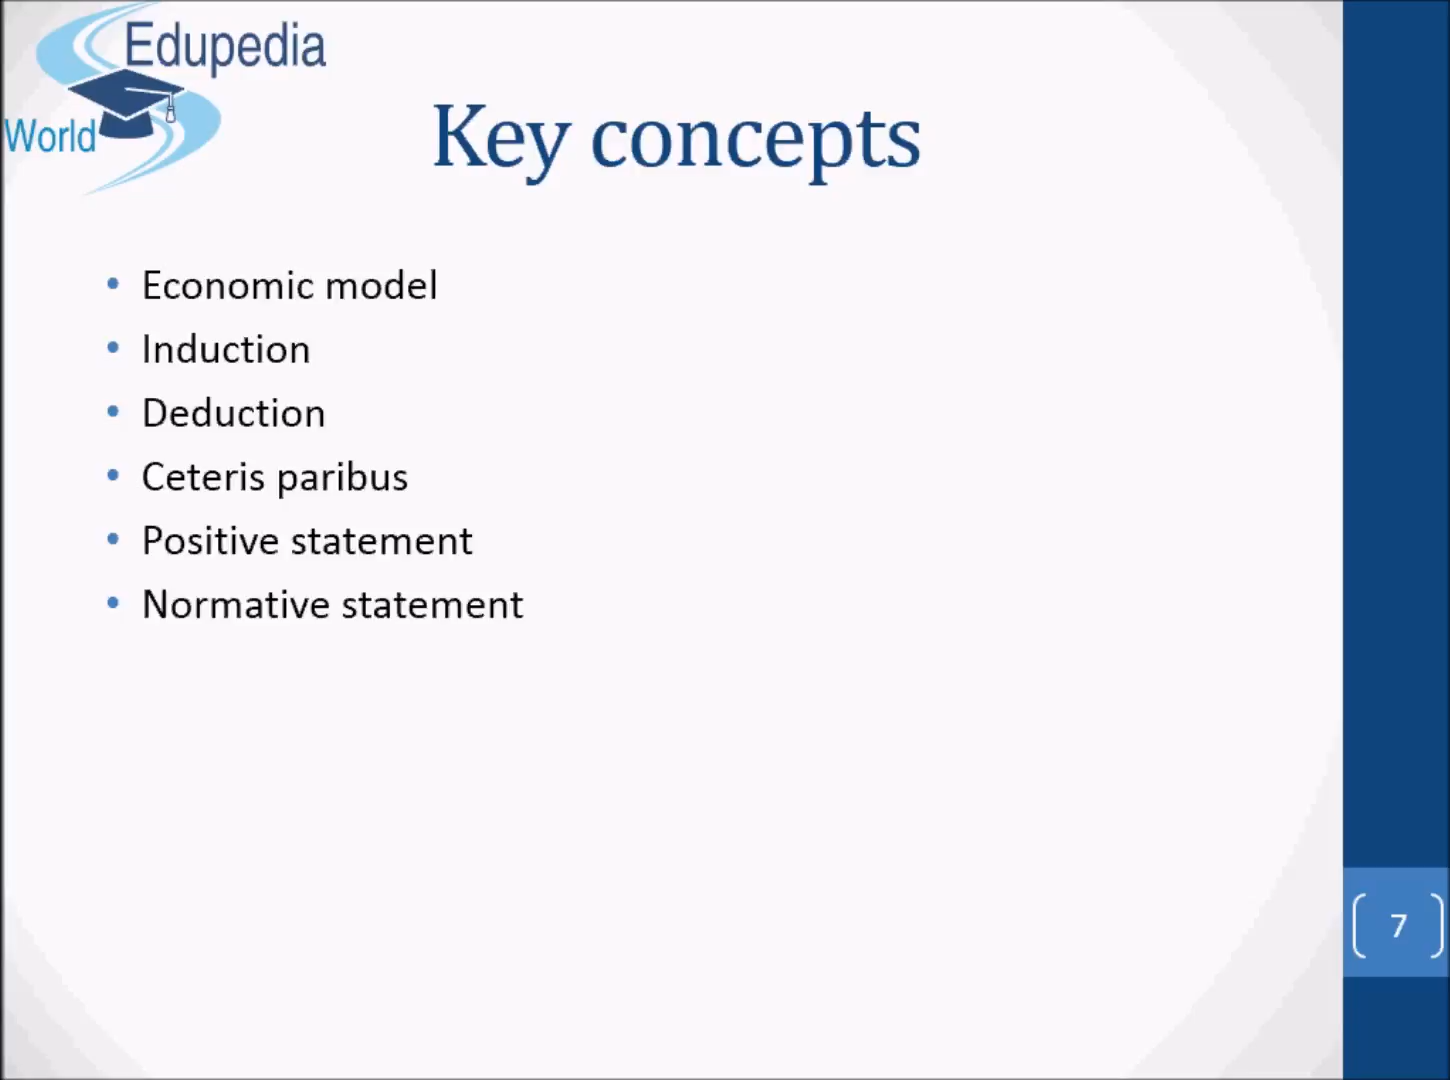 Edupedia
World
Key concepts
• Economic model
• Induction
• Deduction
• Ceteris paribus
• Positive statement
• Normative statement
7